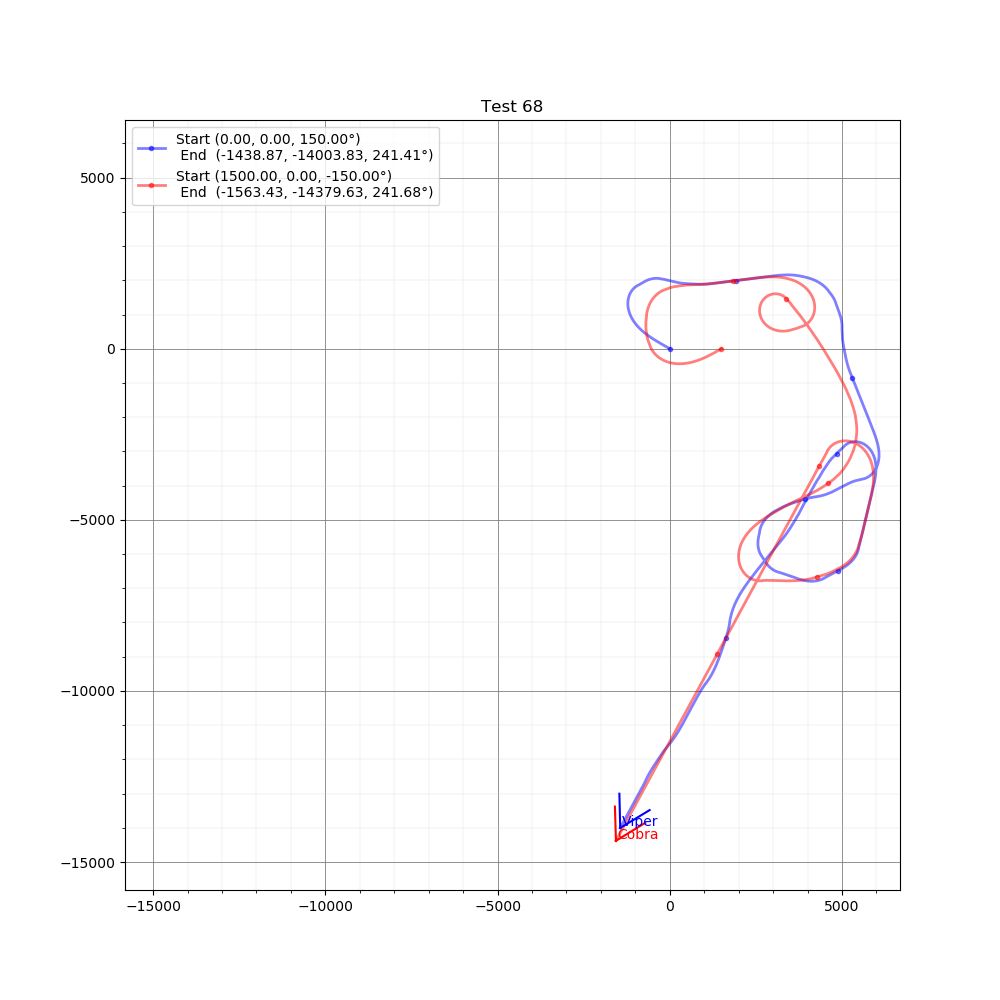 Test 68
Start (0.00, 0.00, 150.00°)
End (-1438.87, -14003.83, 241.41°)
Start (1500.00, 0.00, -150.00°)
End (-1563.43, -14379.63, 241.68°)
5000
0
−5000
−10000
−15000
Viper
Cobra
−15000
−10000
−5000
0
5000